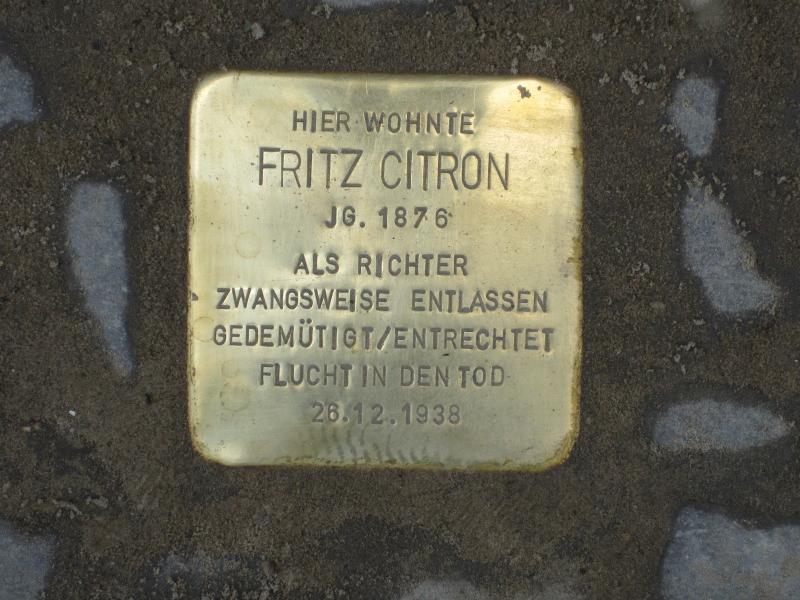 HIER WOHNTE
FRITZ CITRON
JG. 1876
ALS RICHTER
ZWANGSWEISE ENTLASSEN
GEDEMÜTIGT/ENTRECHTET
FLUCHT IN DEN TOD
26.12.1938